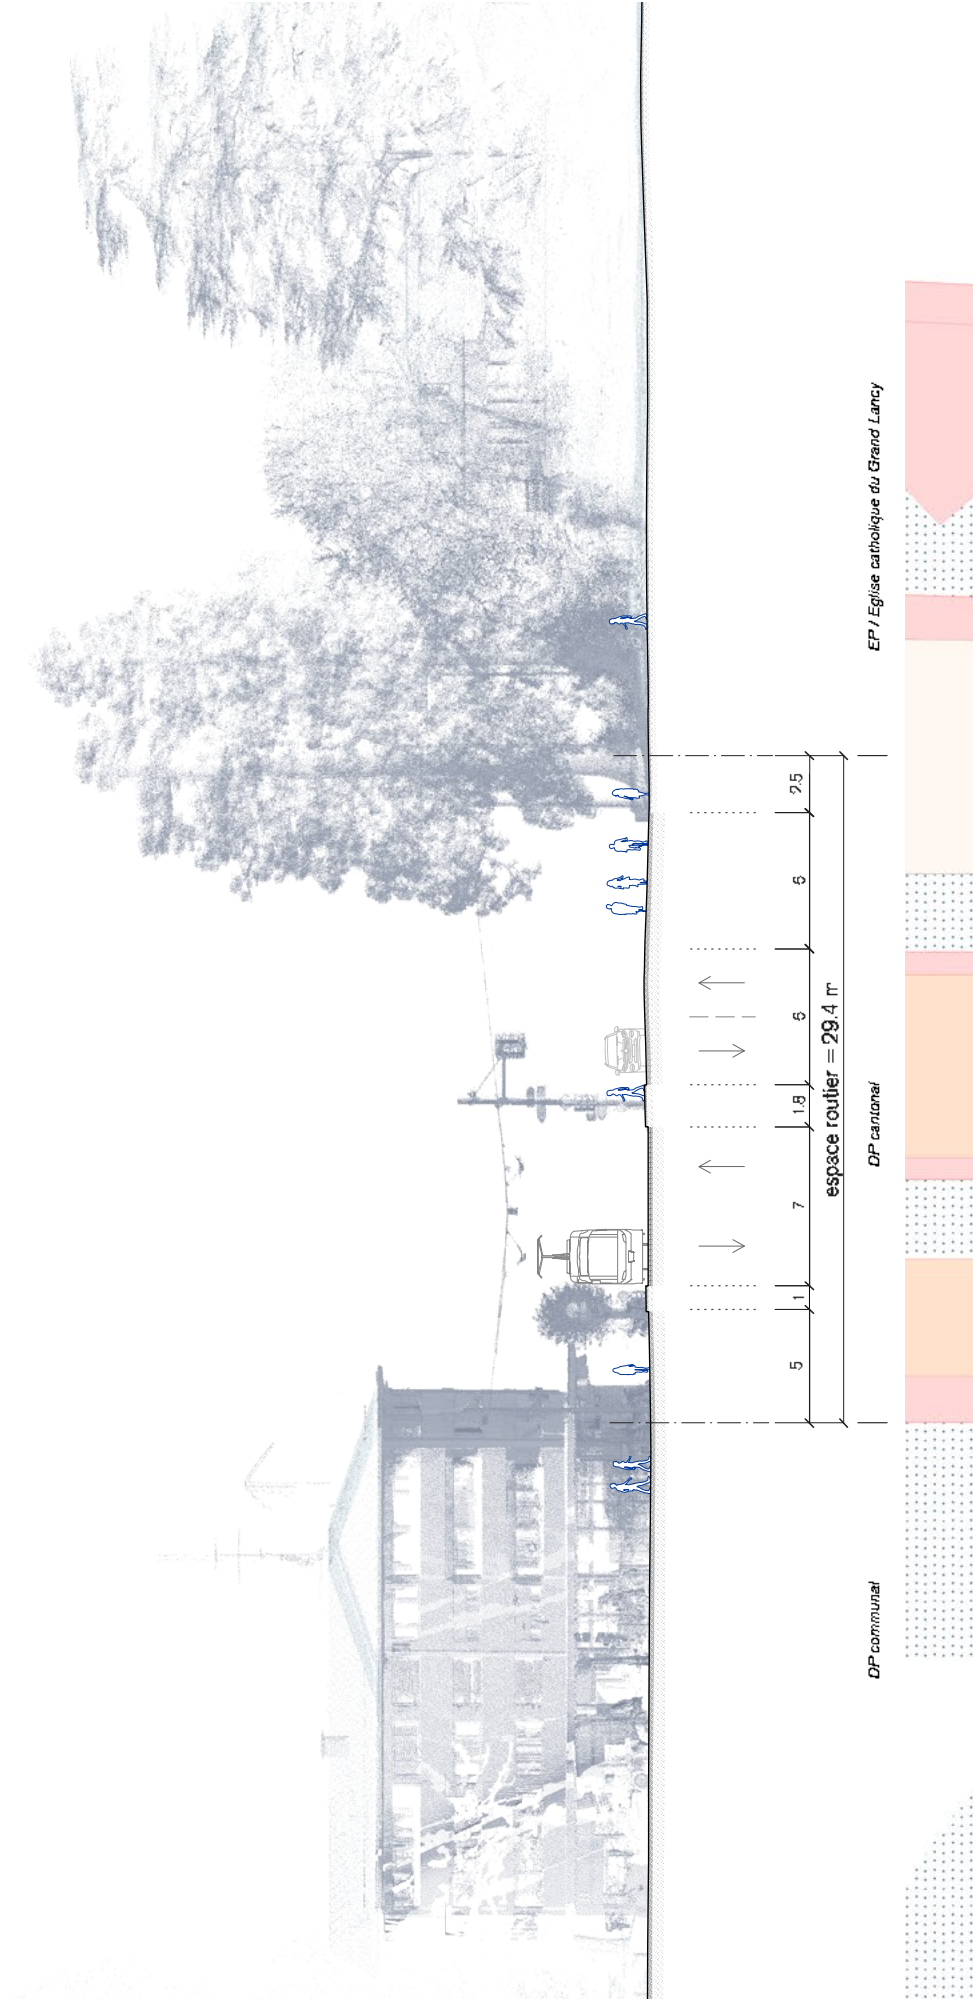 5 1 7 1.8 6 6 2.5
espace routier = 29.4 m
DP communal
DP cantonal
EP / Eglise catholique du Grand Lancy